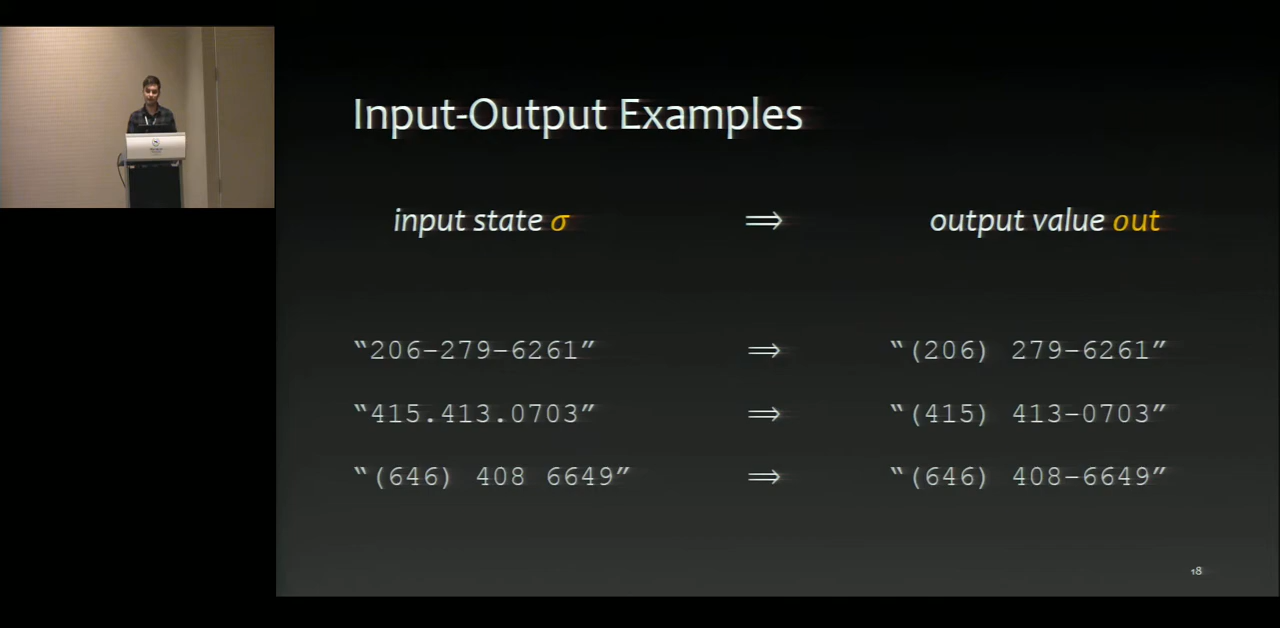 Input-Output Examples
input state σ ⟹ output value out
“206-279-6261” ⟹ “(206) 279-6261”
“415.413.0703” ⟹ “(415) 413-0703”
“(646) 408 6649” ⟹ “(646) 408-6649”
18